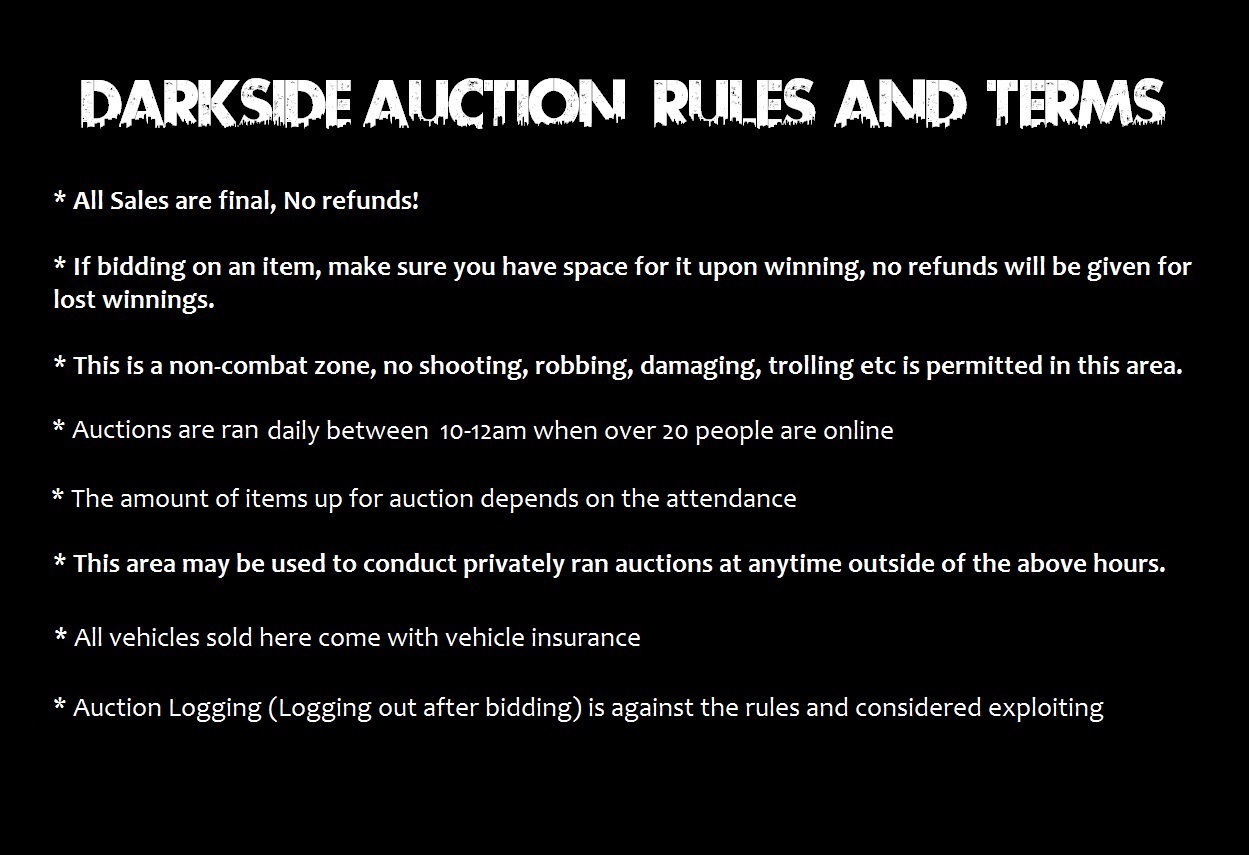 DARKSIDE AUCTION RULES AND TERMS
* All Sales are final, No refunds!
* If bidding on an item, make sure you have space for it upon winning, no refunds will be given for
lost winnings.
* This is a non-combat zone, no shooting, robbing, damaging, trolling etc is permitted in this area.
* Auctions are ran daily between 10-12am when over 20 people are online
* The amount of items up for auction depends on the attendance
* This area may be used to conduct privately ran auctions at anytime outside of the above hours.
* All vehicles sold here come with vehicle insurance
* Auction Logging (Logging out after bidding) is against the rules and considered exploiting